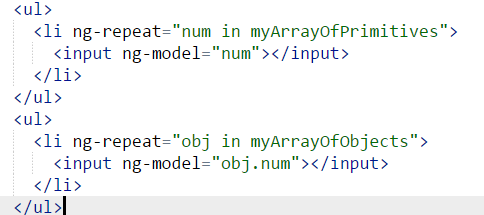 <ul>
  <li ng-repeat="num in myArrayOfPrimitives">
    <input ng-model="num"></input>
  </li>
</ul>
<ul>
  <li ng-repeat="obj in myArrayOfObjects">
    <input ng-model="obj.num"></input>
  </li>
</ul>